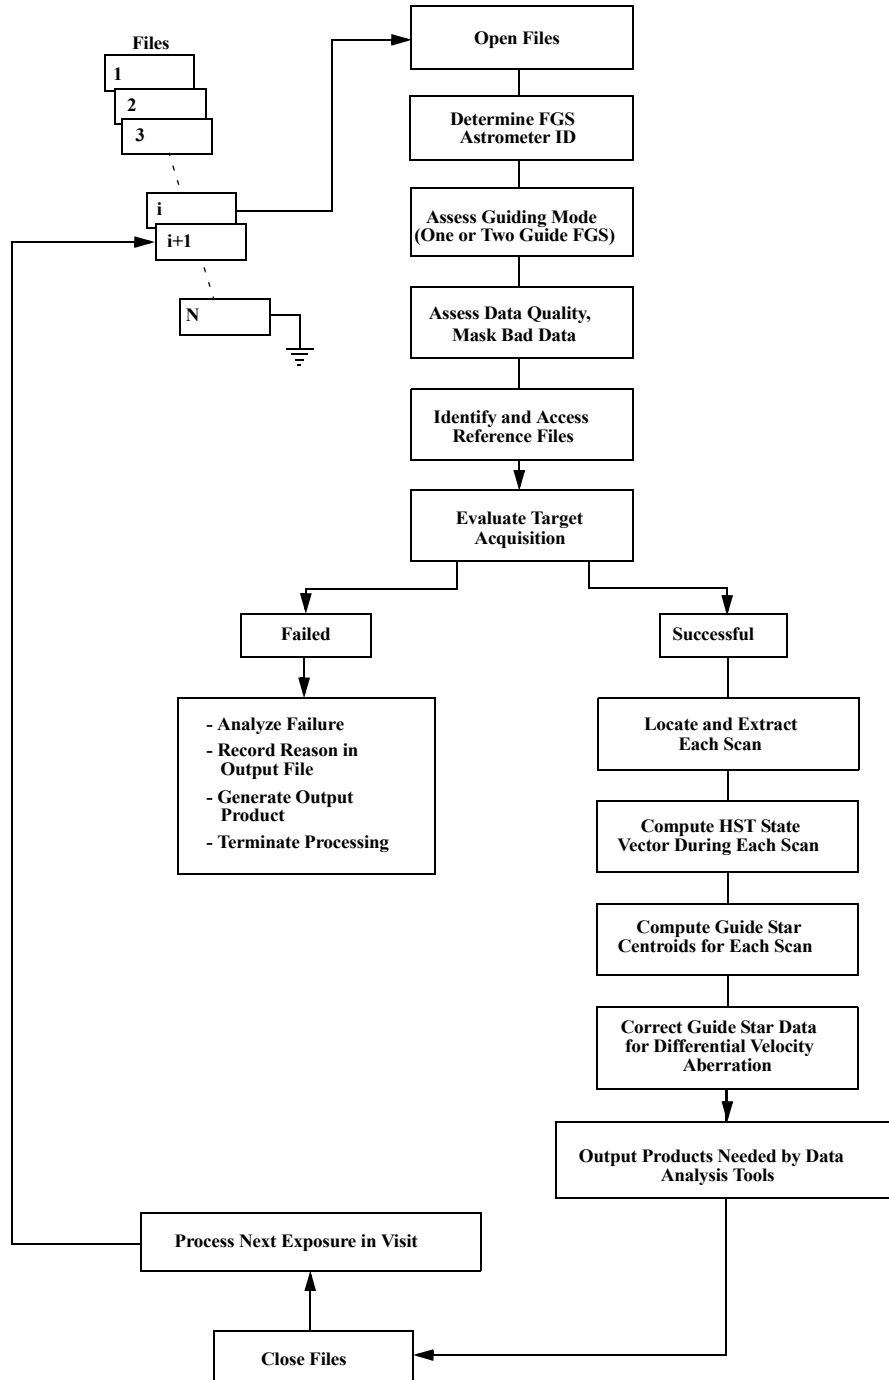 Files
1
2
3
i
i+1
N
Open Files
Determine FGS
Astrometer ID
Assess Guiding Mode
(One or Two Guide FGS)
Assess Data Quality,
Mask Bad Data
Identify and Access
Reference Files
Evaluate Target
Acquisition
Failed
- Analyze Failure
- Record Reason in
Output File
- Generate Output
Product
- Terminate Processing
Successful
Locate and Extract
Each Scan
Compute HST State
Vector During Each Scan
Compute Guide Star
Centroids for Each Scan
Correct Guide Star Data
for Differential Velocity
Aberration
Output Products Needed by Data
Analysis Tools
Process Next Exposure in Visit
Close Files